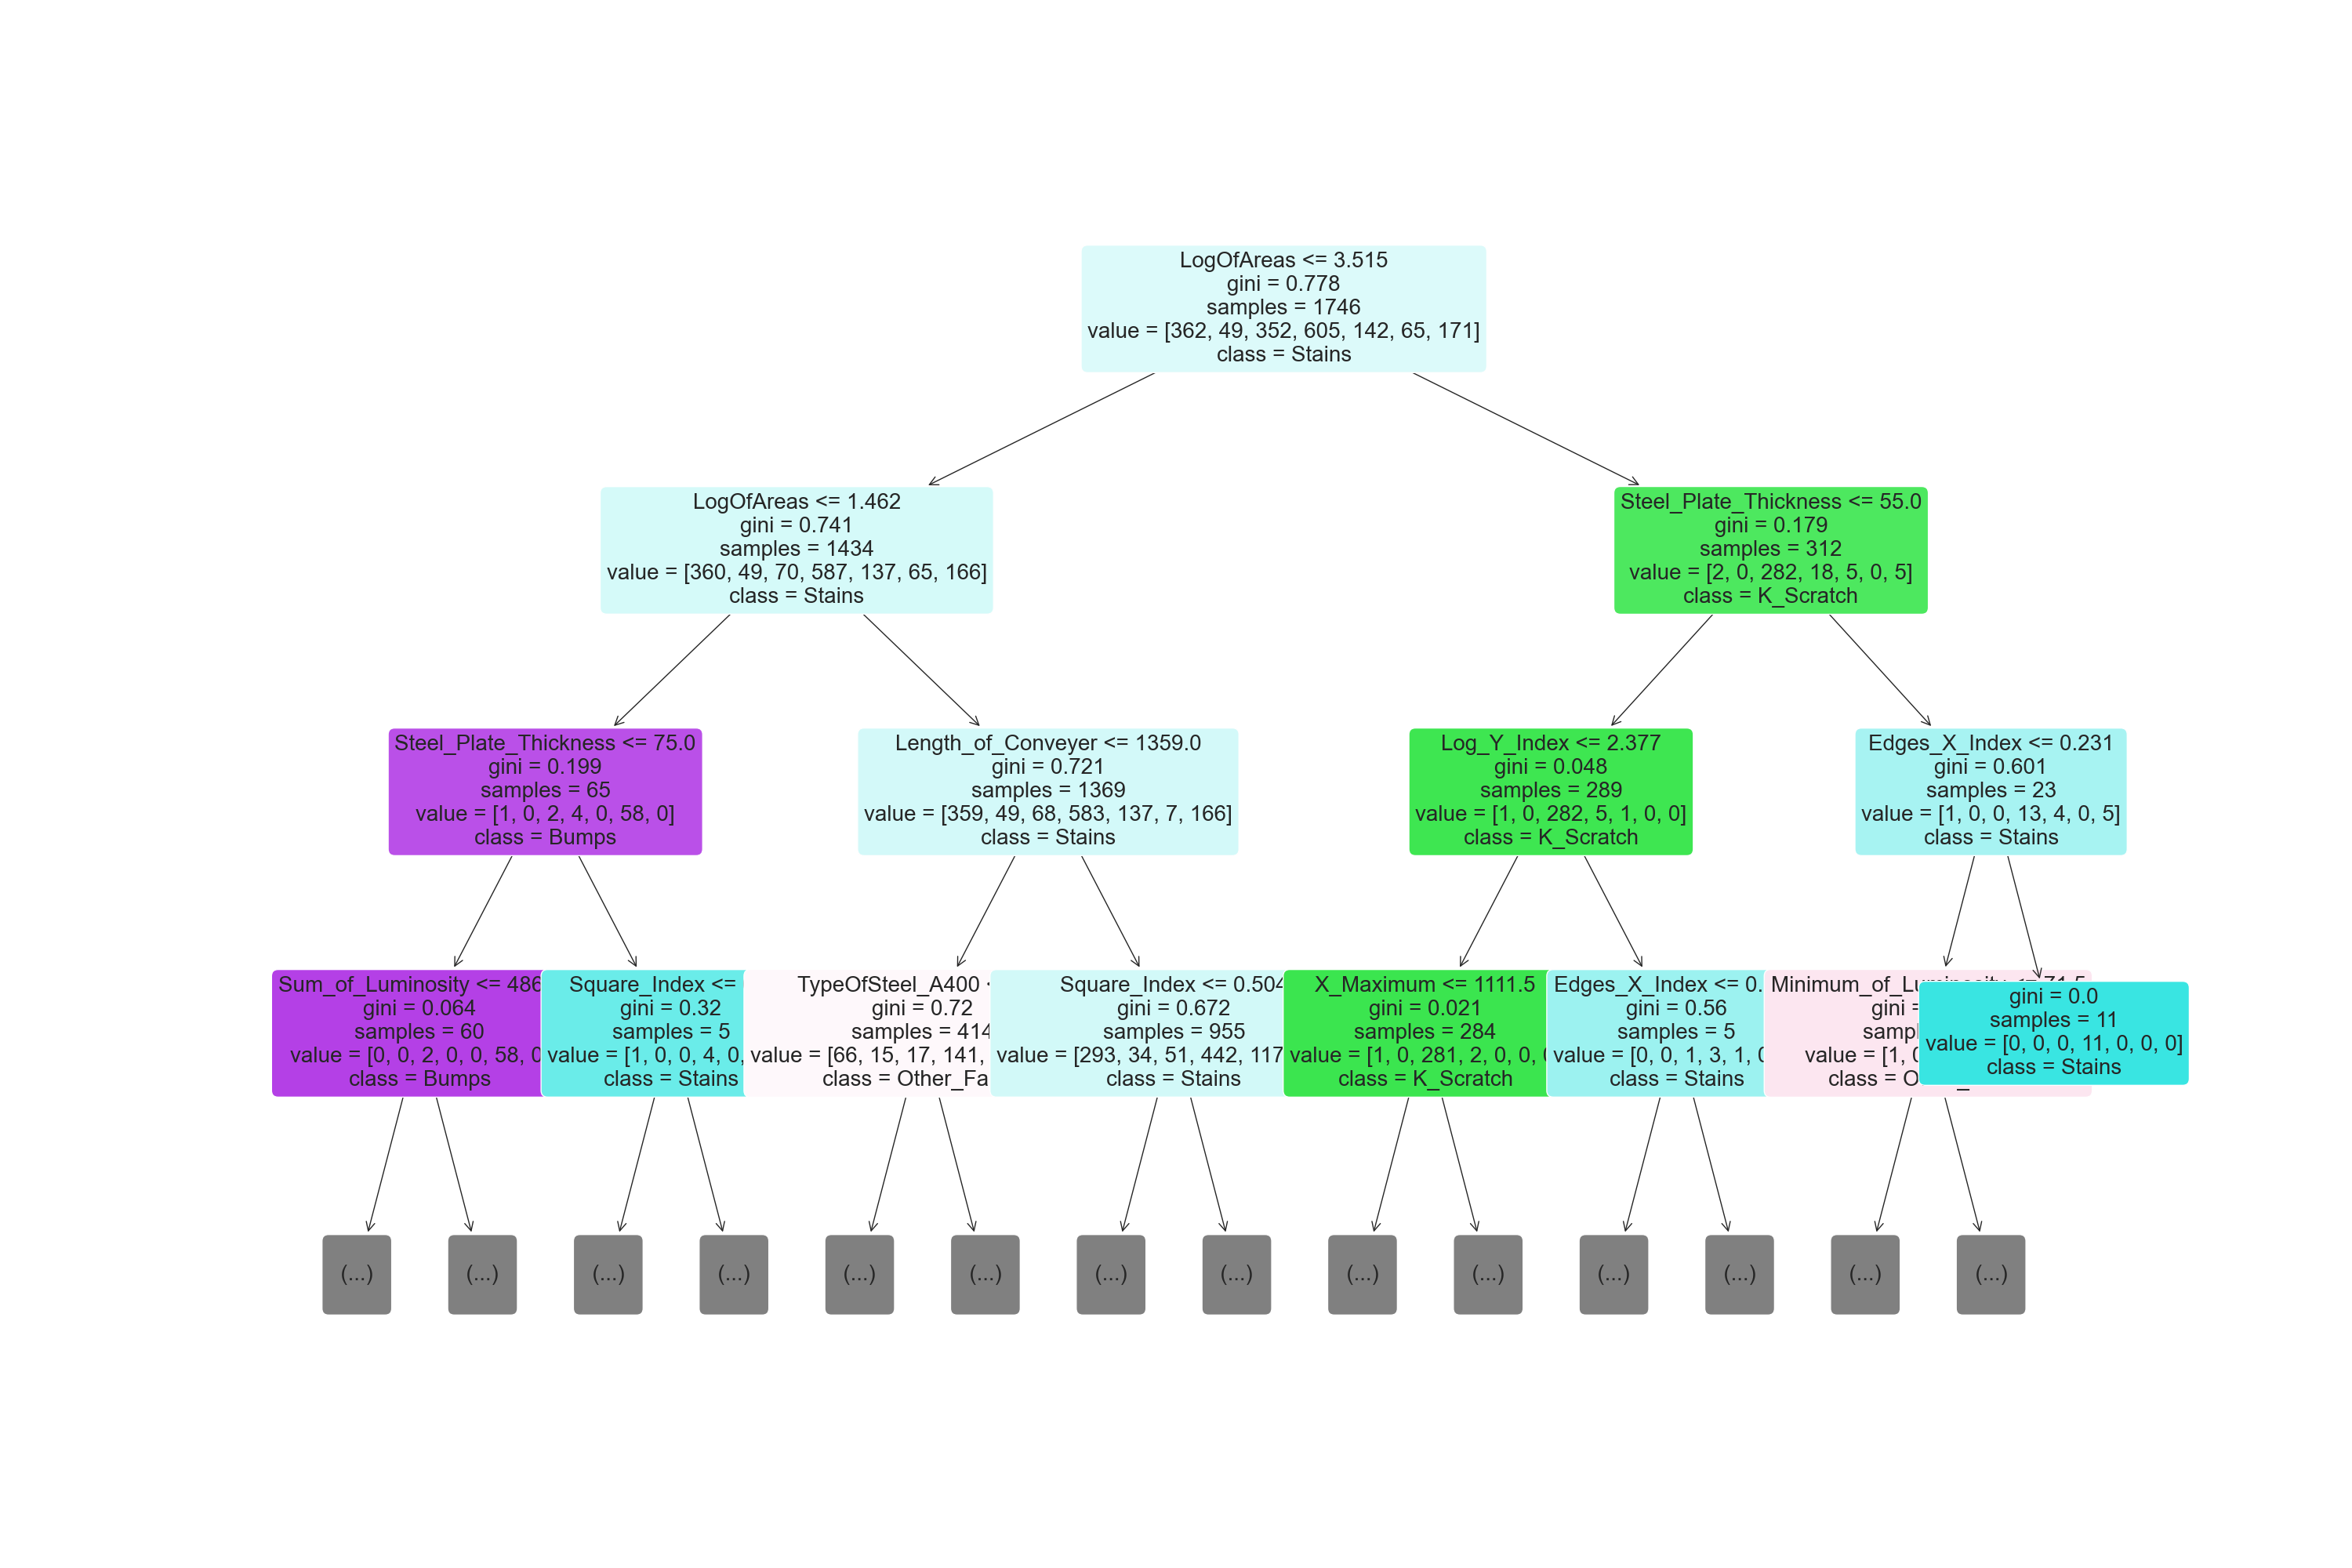 LogOfAreas <= 3.515
gini = 0.778
samples = 1746
value = [362, 49, 352, 605, 142, 65, 171]
class = Stains
LogOfAreas <= 1.462
gini = 0.741
samples = 1434
value = [360, 49, 70, 587, 137, 65, 166]
class = Stains
Steel_Plate_Thickness <= 55.0
gini = 0.179
samples = 312
value = [2, 0, 282, 18, 5, 0, 5]
class = K_Scratch
Steel_Plate_Thickness <= 75.0
gini = 0.199
samples = 65
value = [1, 0, 2, 4, 0, 58, 0]
class = Bumps
Length_of_Conveyer <= 1359.0
gini = 0.721
samples = 1369
value = [359, 49, 68, 583, 137, 7, 166]
class = Stains
Log_Y_Index <= 2.377
gini = 0.048
samples = 289
value = [1, 0, 282, 5, 1, 0, 0]
class = K_Scratch
Edges_X_Index <= 0.231
gini = 0.601
samples = 23
value = [1, 0, 0, 13, 4, 0, 5]
class = Stains
Sum_of_Luminosity <= 486
gini = 0.064
samples = 60
value = [0, 0, 2, 0, 0, 58, 0
class = Bumps
Square_Index <=
gini = 0.32
samples = 5
value = [1, 0, 0, 4, 0,
class = Stains
TypeOfSteel_A400
gini = 0.72
samples = 414
value = [66, 15, 17, 141,
class = Other_Fa
Square_Index <= 0.504
gini = 0.672
samples = 955
value = [293, 34, 51, 442, 117
class = Stains
X_Maximum <= 1111.5
gini = 0.021
samples = 284
value = [1, 0, 281, 2, 0, 0, 0
class = K_Scratch
Edges_X_Index <= 0.
gini = 0.56
samples = 5
value = [0, 0, 1, 3, 1, 0
class = Stains
Minimum_of_Luminosity <= 71.5
gini =
value = [1, 0
class =
gini = 0.0
samples = 11
value = [0, 0, 0, 11, 0, 0, 0]
class = Stains
(...)
(...)
(...)
(...)
(...)
(...)
(...)
(...)
(...)
(...)
(...)
(...)
(...)
(...)